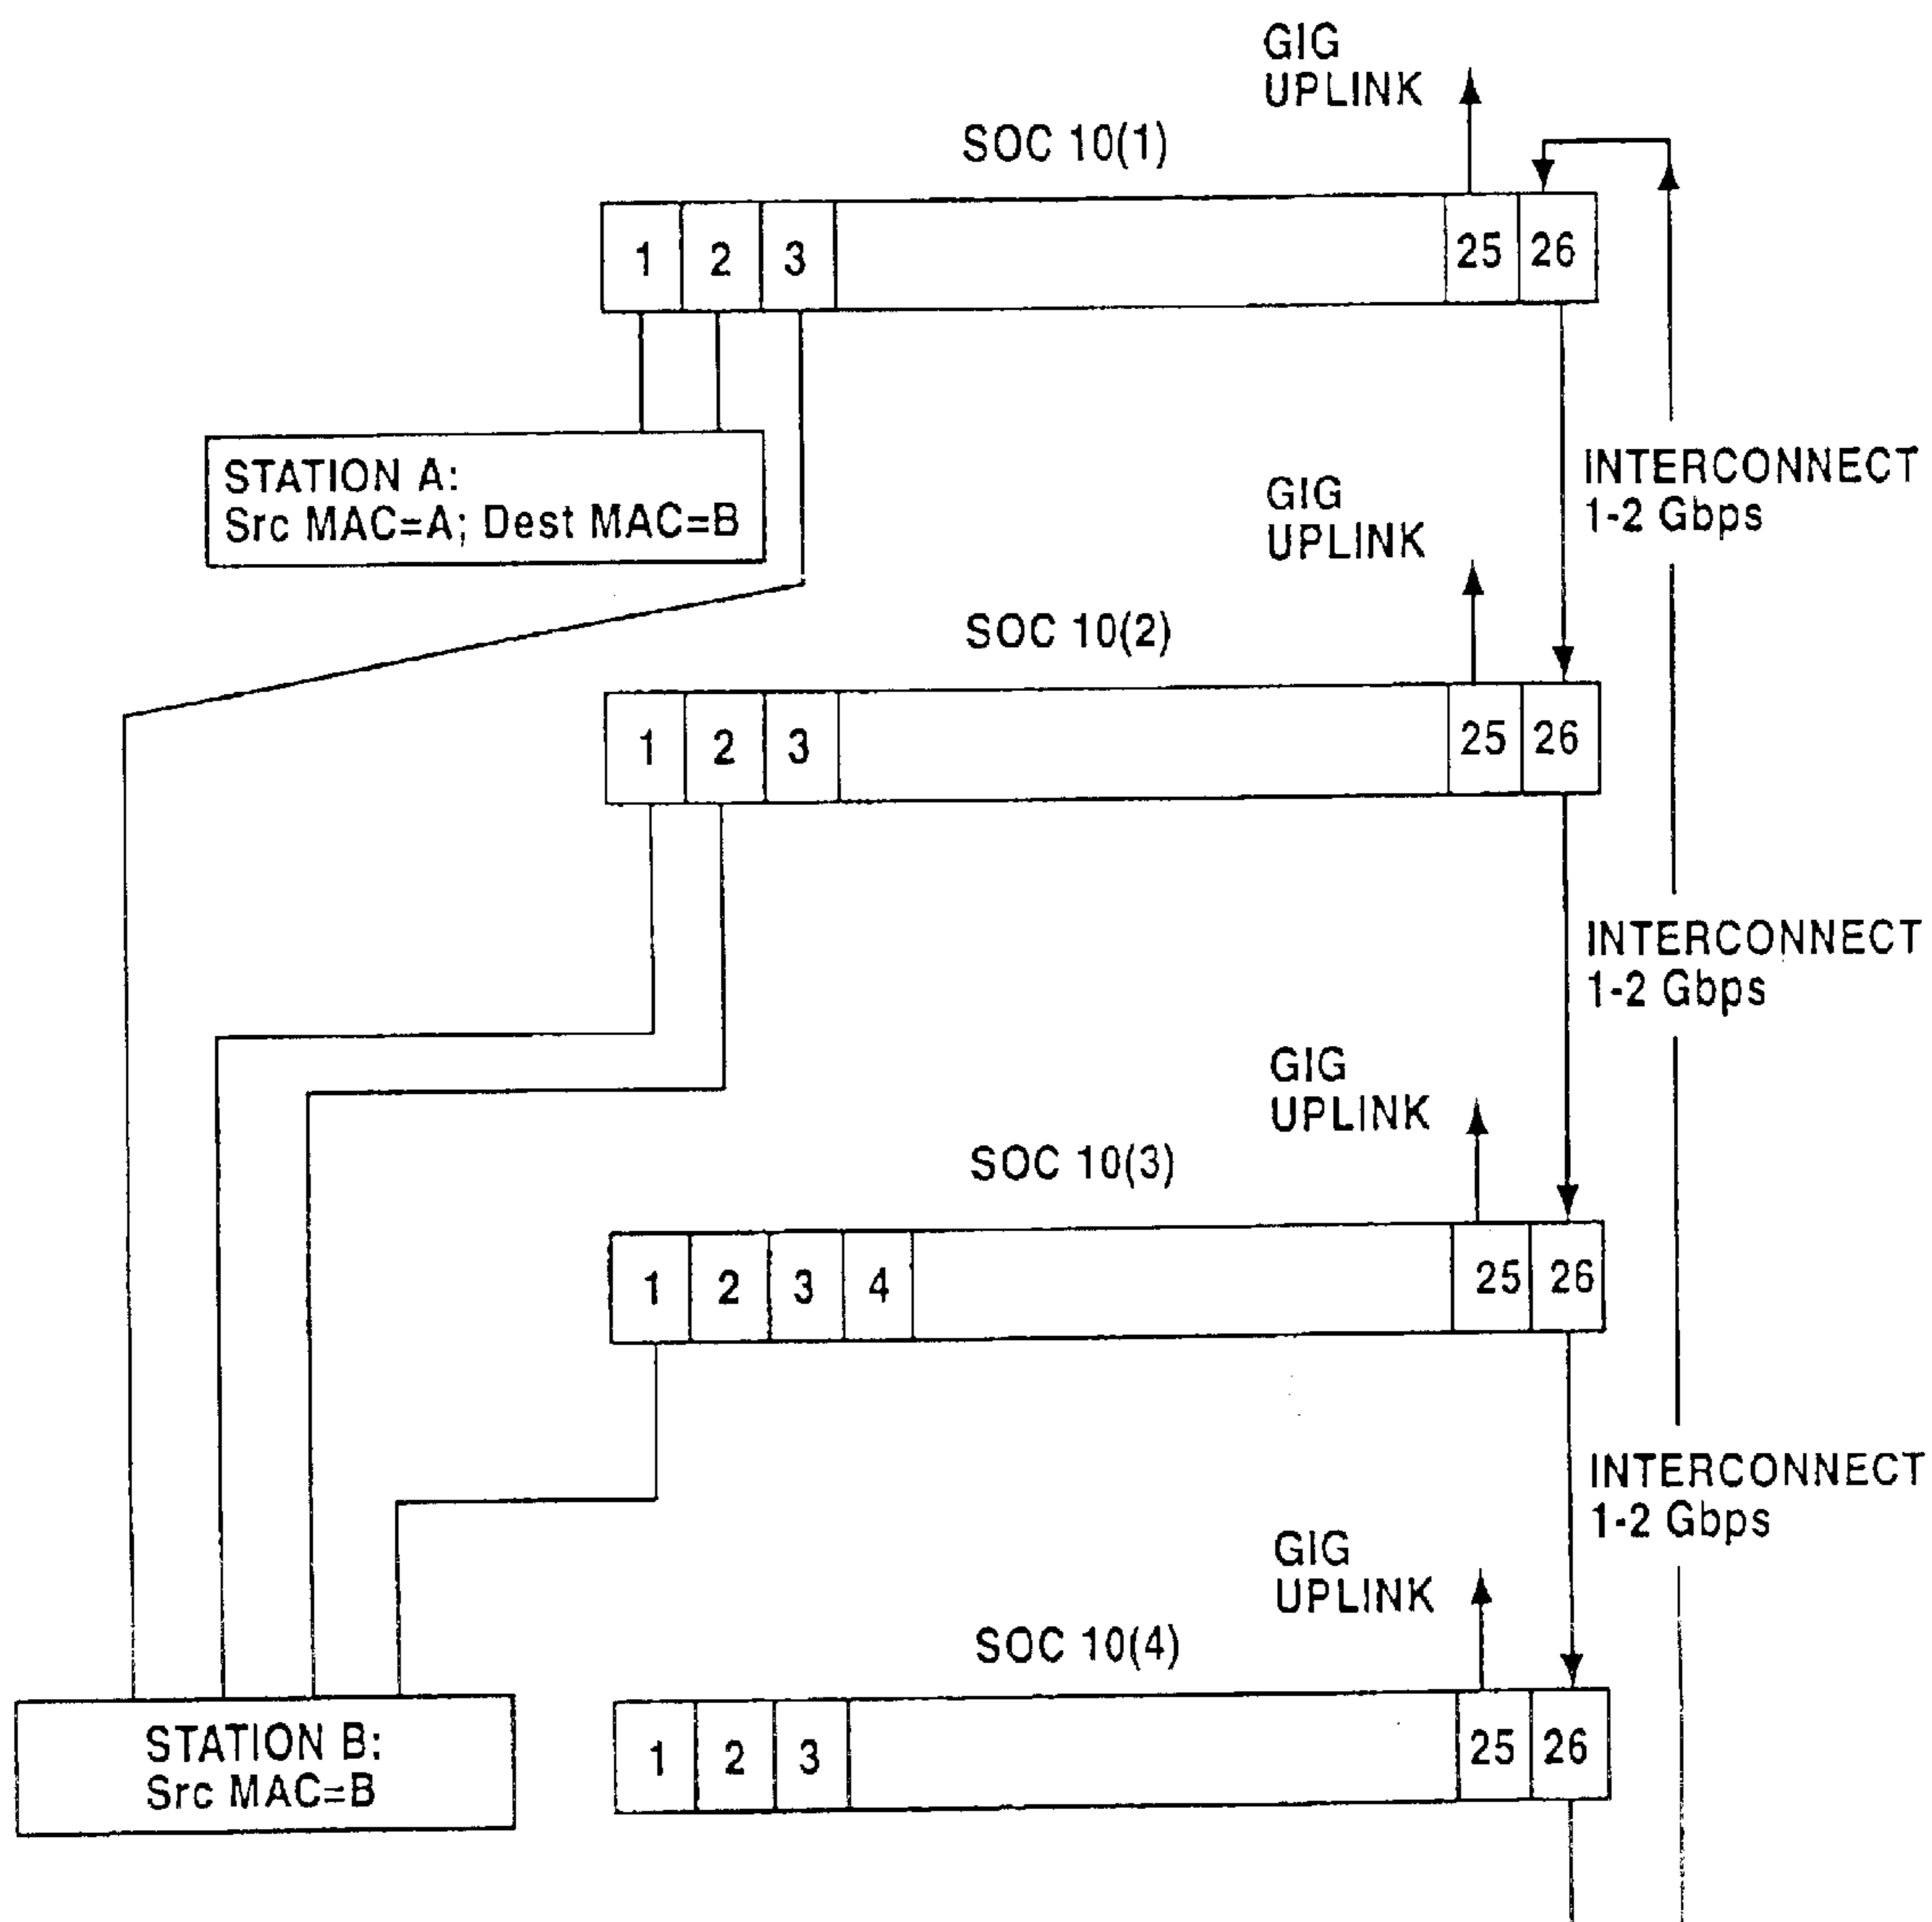 GIG
UPLINK
SOC 10(1)
1 2 3 25 26
STATION A:
Src MAC=A; Dest MAC=B
INTERCONNECT
1-2 Gbps
GIG
UPLINK
SOC 10(2)
1 2 3 25 26
INTERCONNECT
1-2 Gbps
GIG
UPLINK
SOC 10(3)
1 2 3 4 25 26
INTERCONNECT
1-2 Gbps
GIG
UPLINK
SOC 10(4)
1 2 3 25 26
STATION B:
Src MAC=B